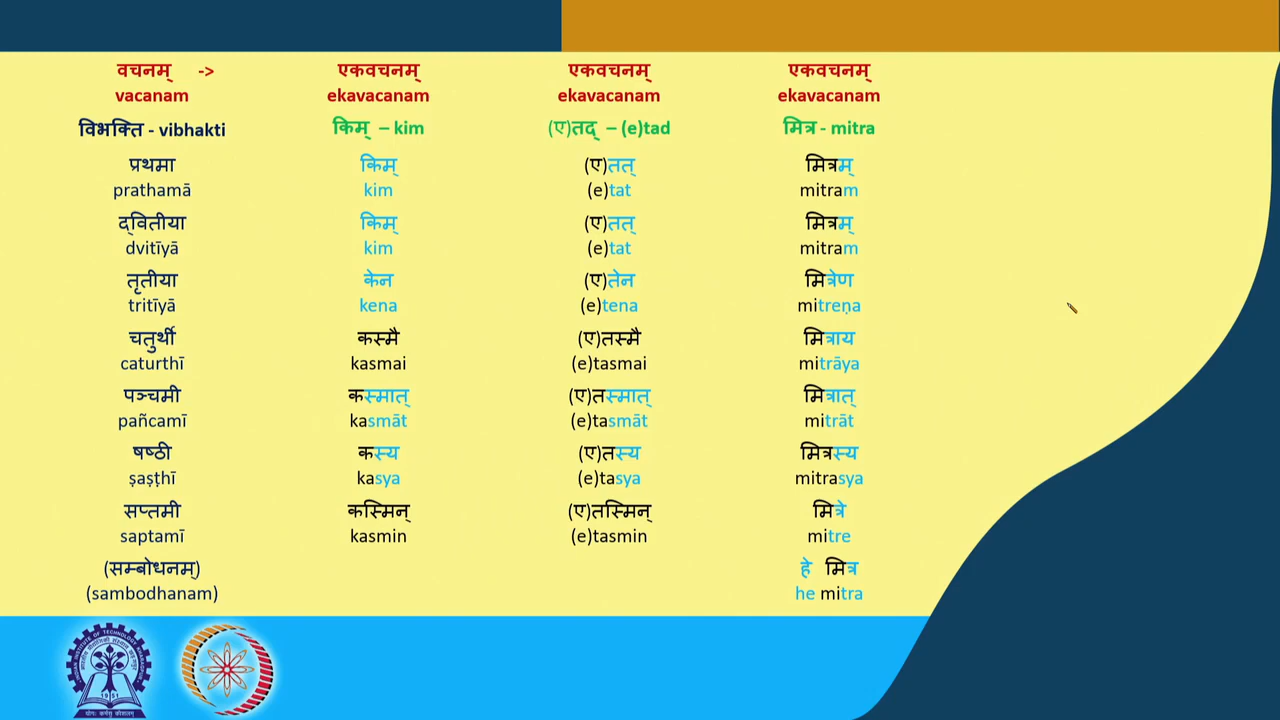 वचनम् -> एकवचनम् एकवचनम् एकवचनम्
vacanam ekavacanam ekavacanam ekavacanam
विभक्ति - vibhakti किम् – kim (ए)तद् – (e)tad मित्र - mitra
प्रथमा किम् (ए)तत् मित्रम्
prathamā kim (e)tat mitram
द्वितीया किम् (ए)तत् मित्रम्
dvitīyā kim (e)tat mitram
तृतीया केन (ए)तेन मित्रेण
tritīyā kena (e)tena mitreṇa
चतुर्थी कस्मै (ए)तस्मै मित्राय
caturthī kasmai (e)tasmai mitrāya
पञ्चमी कस्मात् (ए)तस्मात् मित्रात्
pañcamī kasmāt (e)tasmāt mitrāt
षष्ठी कस्य (ए)तस्य मित्रस्य
ṣaṣṭhī kasya (e)tasya mitrasya
सप्तमी कस्मिन् (ए)तस्मिन् मित्रे
saptamī kasmin (e)tasmin mitre
(सम्बोधनम्) हे मित्र
(sambodhanam) he mitra